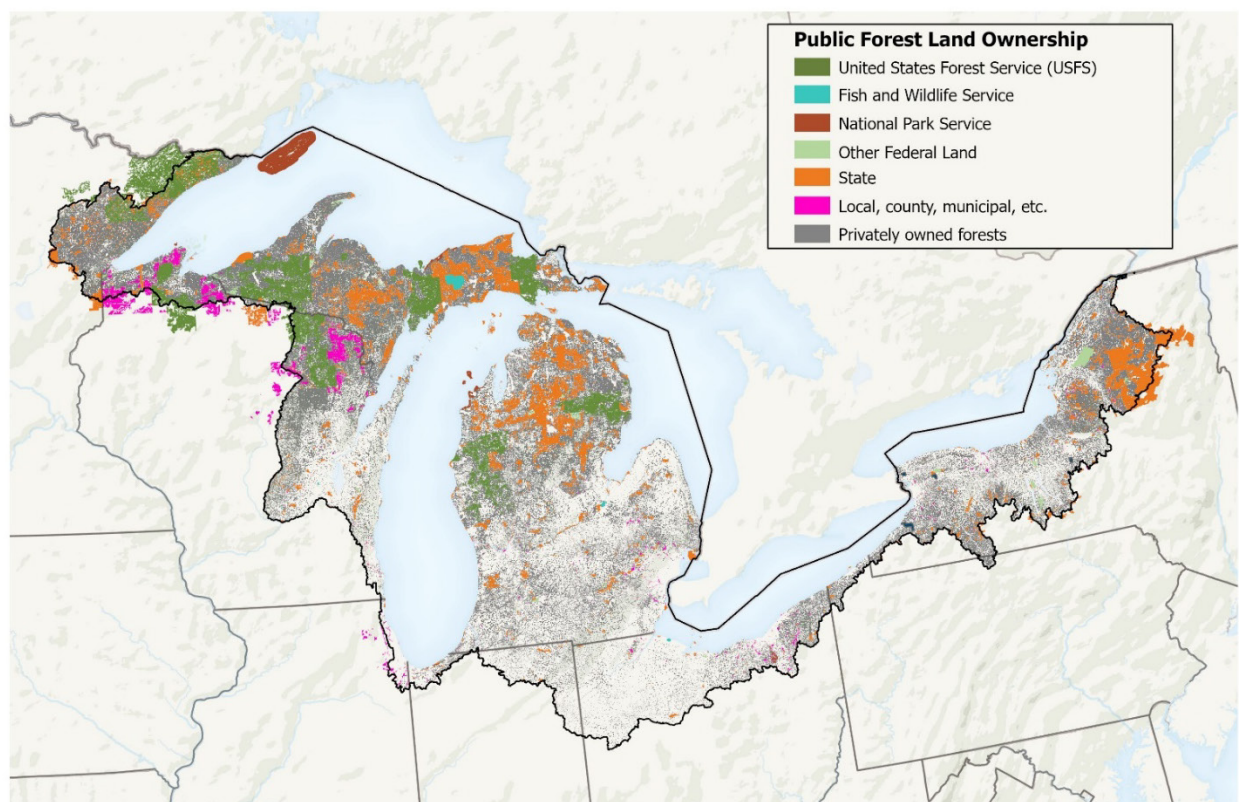 Public Forest Land Ownership
United States Forest Service (USFS)
Fish and Wildlife Service
National Park Service
Other Federal Land
State
Local, county, municipal, etc.
Privately owned forests